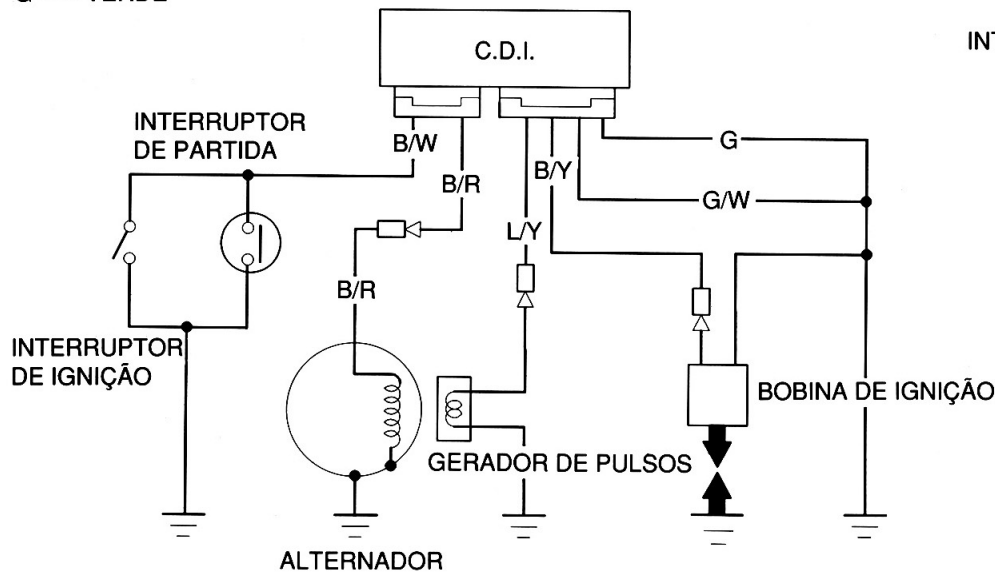 C.D.I.
INTERRUPTOR
DE PARTIDA
B/W
B/R
L/Y
B/Y
G
G/W
B/R
INTERRUPTOR
DE IGNIÇÃO
BOBINA DE IGNIÇÃO
GERADOR DE PULSOS
ALTERNADOR